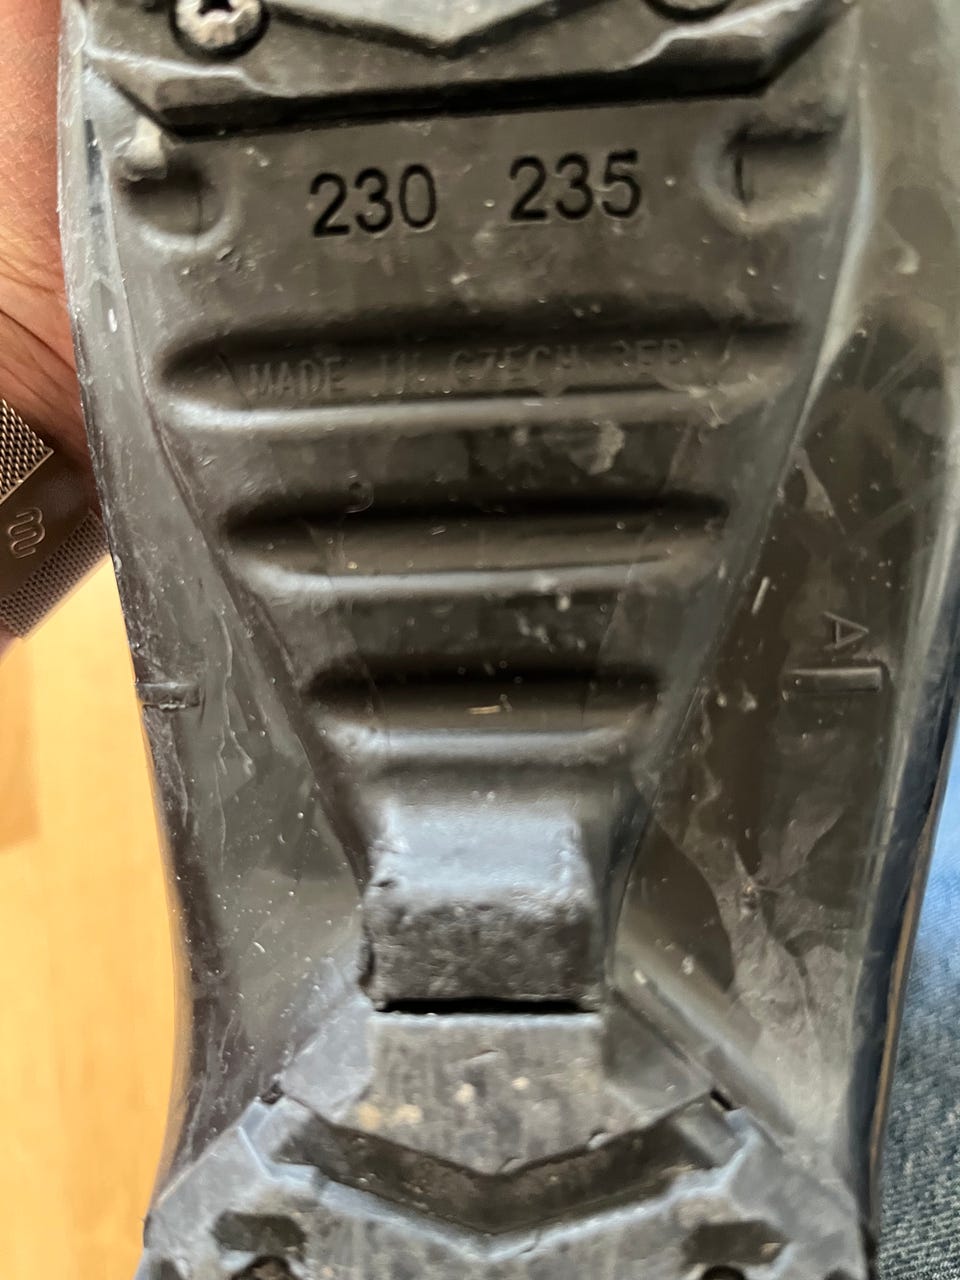 230 235
MADE IN CZECH REP
A